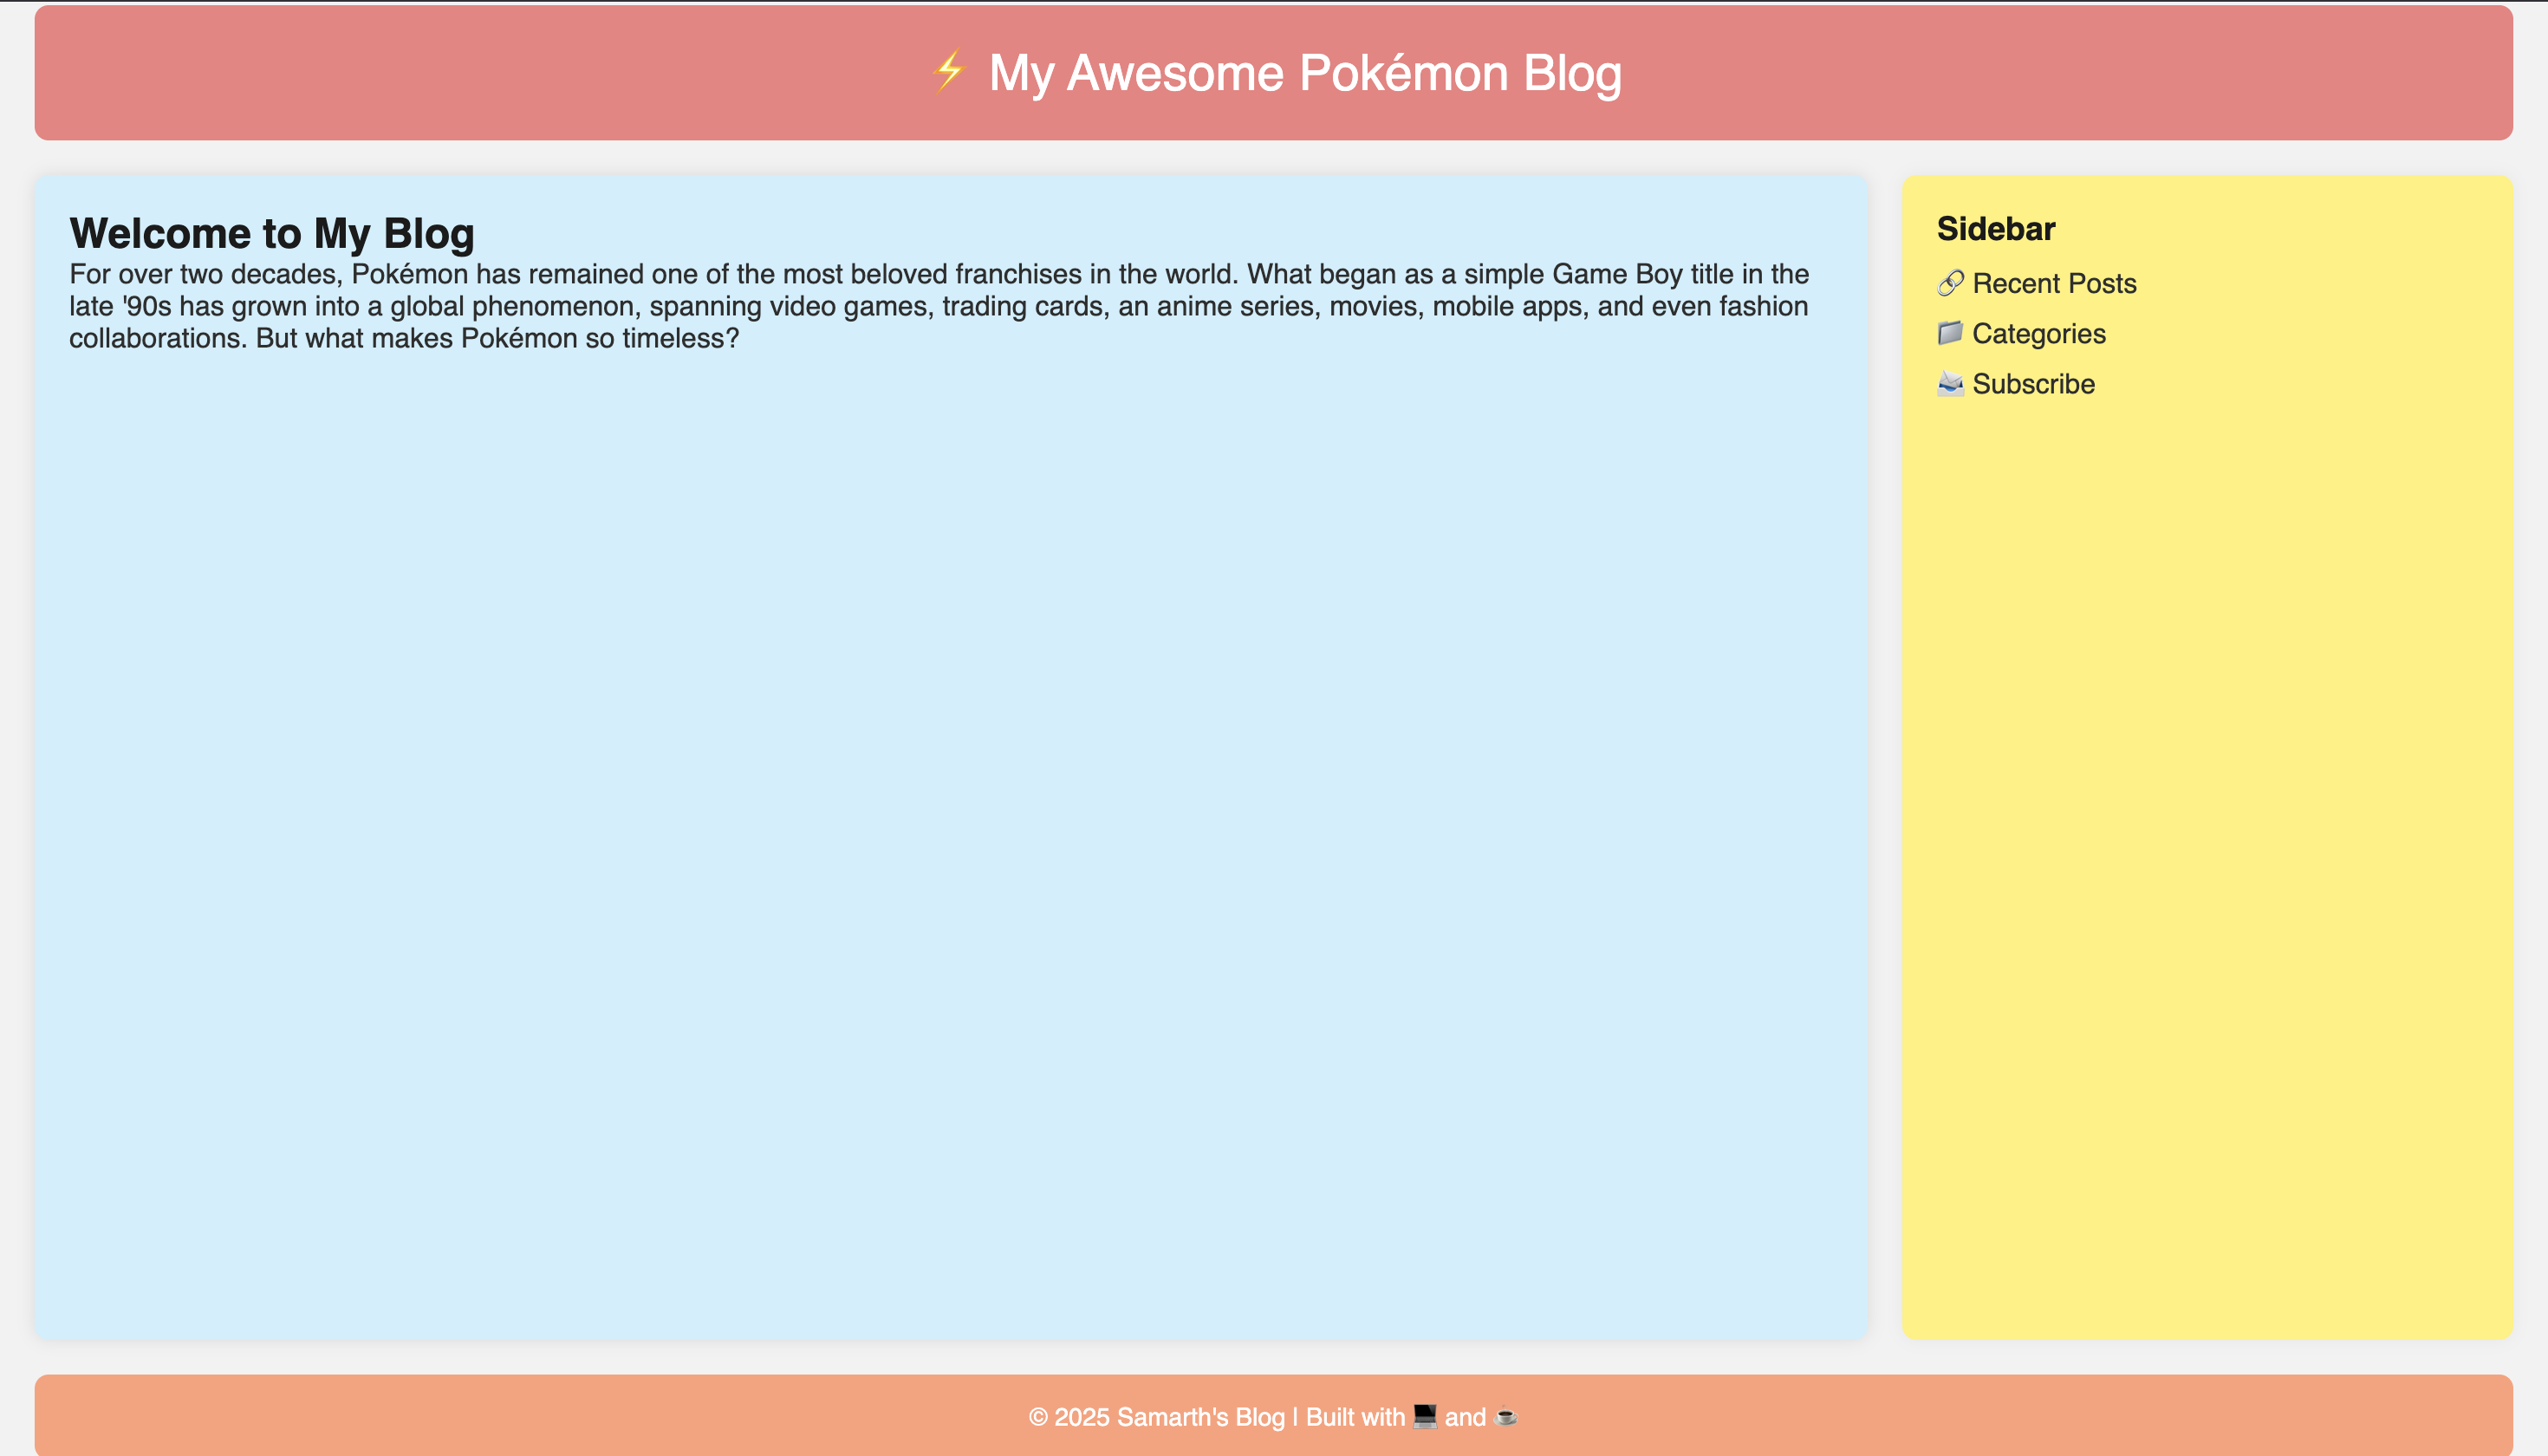 ⚡ My Awesome Pokémon Blog
Welcome to My Blog
For over two decades, Pokémon has remained one of the most beloved franchises in the world. What began as a simple Game Boy title in the
late '90s has grown into a global phenomenon, spanning video games, trading cards, an anime series, movies, mobile apps, and even fashion
collaborations. But what makes Pokémon so timeless?
Sidebar
🔗 Recent Posts
📁 Categories
📨 Subscribe
© 2025 Samarth's Blog | Built with 💻 and ☕